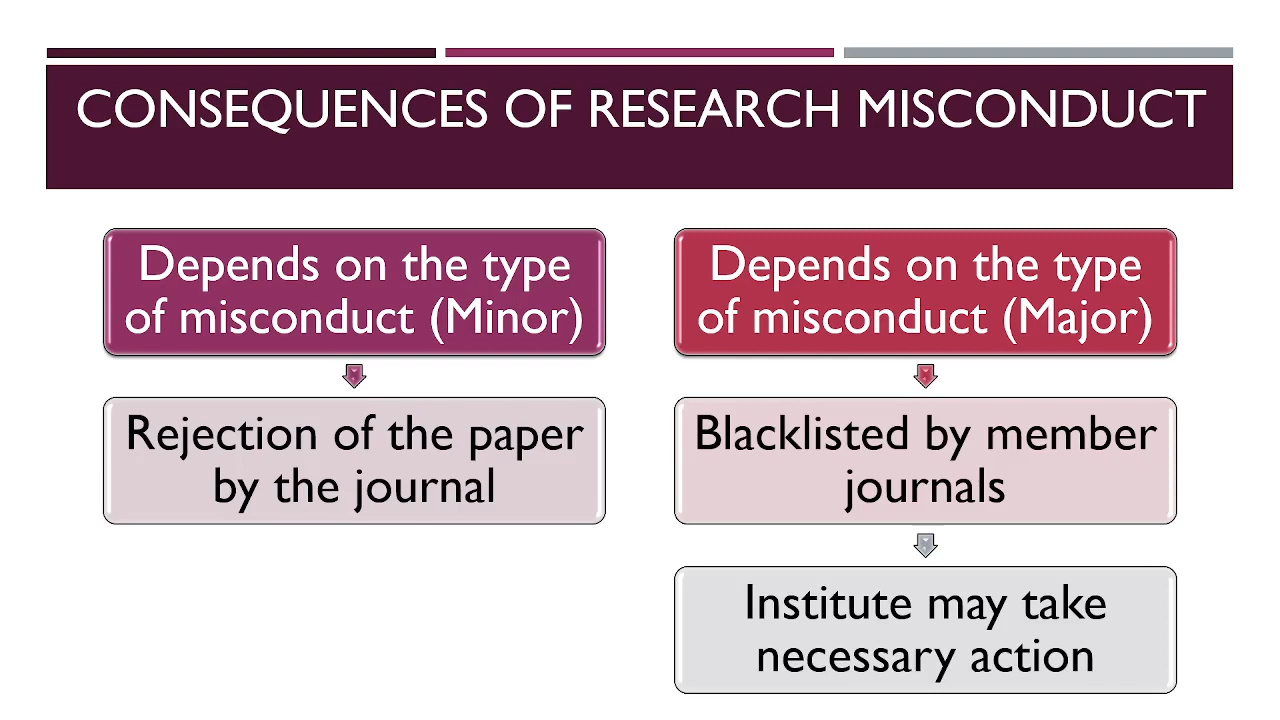 CONSEQUENCES OF RESEARCH MISCONDUCT
Depends on the type
of misconduct (Minor)
Rejection of the paper
by the journal
Depends on the type
of misconduct (Major)
Blacklisted by member
journals
Institute may take
necessary action